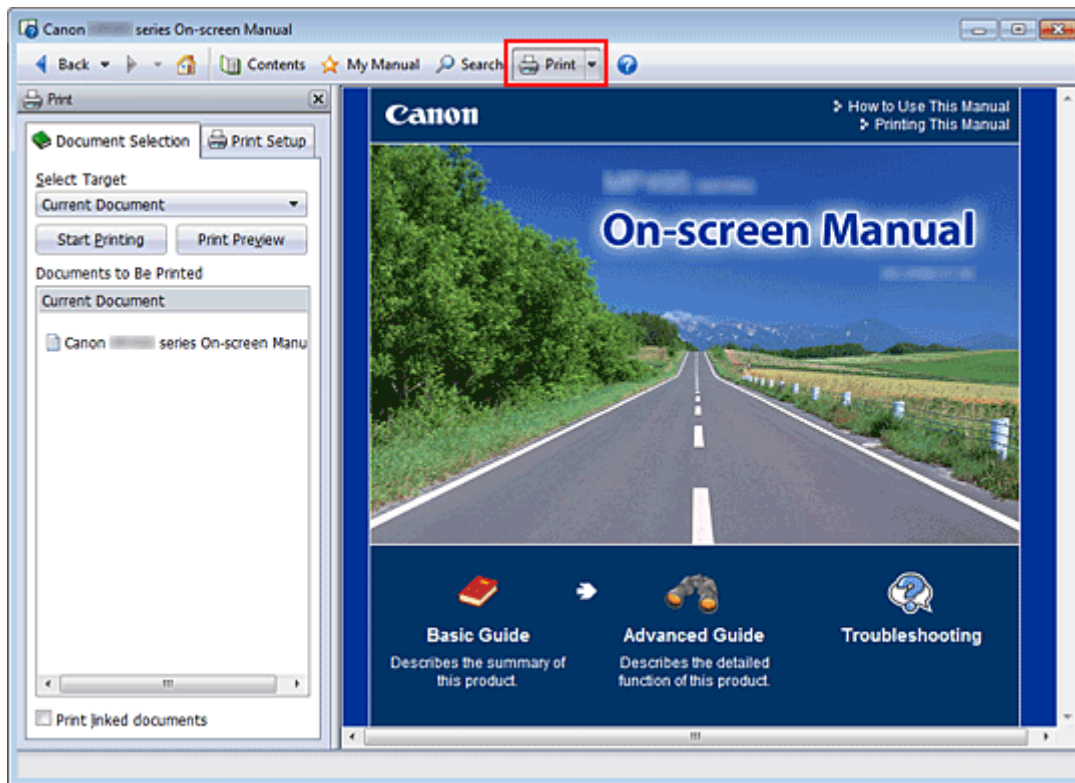 Canon series On-screen Manual
Back Contents My Manual Search Print
Print
Document Selection Print Setup
Select Target
Current Document
Start Printing Print Preview
Documents to Be Printed
Current Document
Canon series On-screen Manu
Print linked documents
Canon
How to Use This Manual
Printing This Manual
series
On-screen Manual
Basic Guide
Describes the summary of
this product.
Advanced Guide
Describes the detailed
function of this product.
Troubleshooting